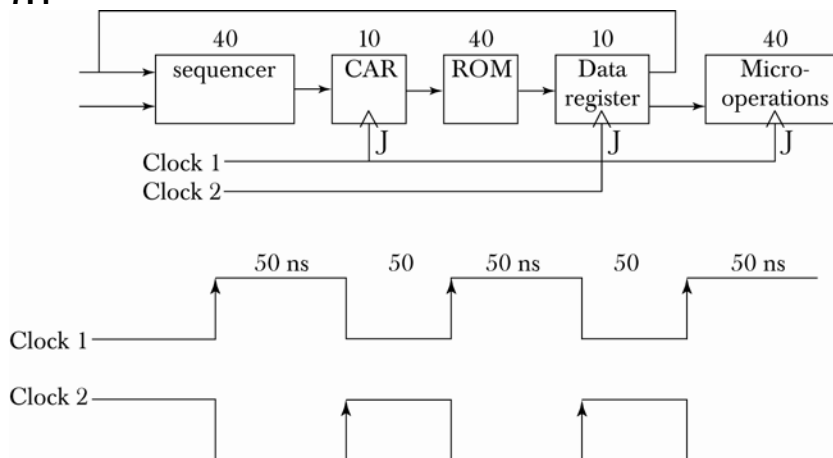 40 10 40 10 40
sequencer CAR ROM Data Micro-
register operations
J J J
Clock 1
Clock 2
50 ns 50 50 ns 50 50 ns
Clock 1
Clock 2